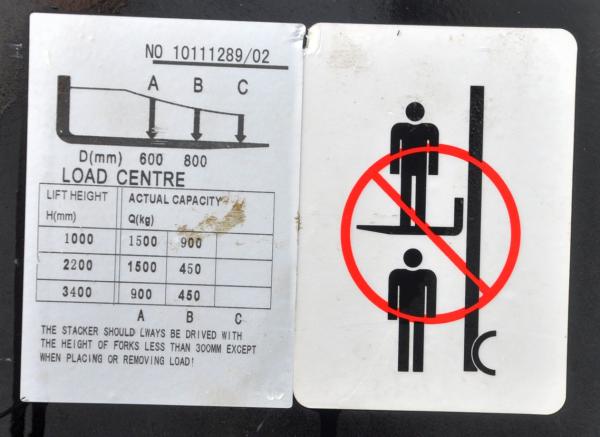 NO 10111289/02
A B C
D(mm) 600 800
LOAD CENTRE
LIFT HEIGHT ACTUAL CAPACITY
H(mm) Q(kg)
1000 1500 900
2200 1500 450
3400 900 450
A B C
THE STACKER SHOULD LWAYS BE DRIVED WITH
THE HEIGHT OF FORKS LESS THAN 300MM EXCEPT
WHEN PLACING OR REMOVING LOAD!